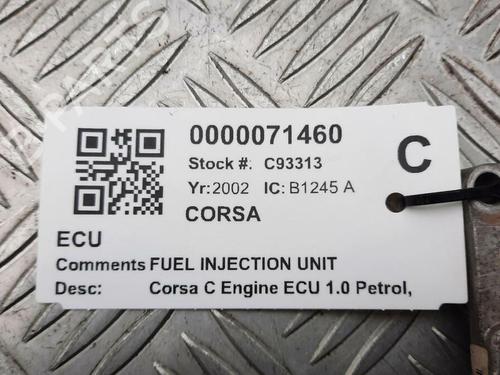 0000071460
Stock #: C93313
Yr: 2002 IC: B1245 A
C
CORSA
ECU
Comments FUEL INJECTION UNIT
Desc: Corsa C Engine ECU 1.0 Petrol,